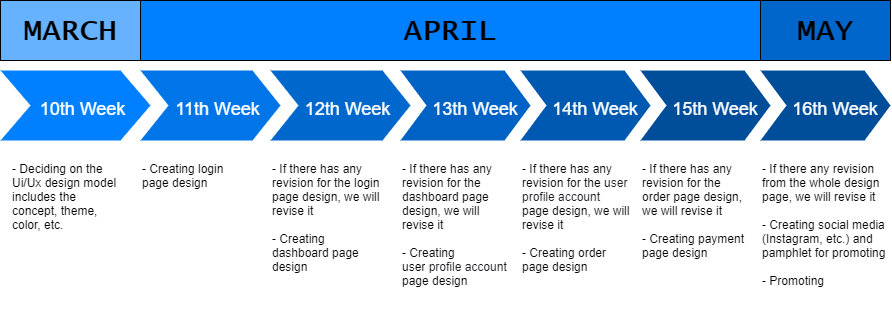 MARCH
APRIL
MAY
10th Week
11th Week
12th Week
13th Week
14th Week
15th Week
16th Week
- Deciding on the
Ui/Ux design model
includes the
concept, theme,
color, etc.
- Creating login
page design
- If there has any
revision for the login
page design, we will
revise it
- Creating
dashboard page
design
- If there has any
revision for the
dashboard page
design, we will
revise it
- Creating
user profile account
page design
- If there has any
revision for the user
profile account
page design, we will
revise it
- Creating order
page design
- If there has any
revision for the
order page design,
we will revise it
- Creating payment
page design
- If there any revision
from the whole design
page, we will revise it
- Creating social media
(Instagram, etc.) and
pamphlet for promoting
- Promoting